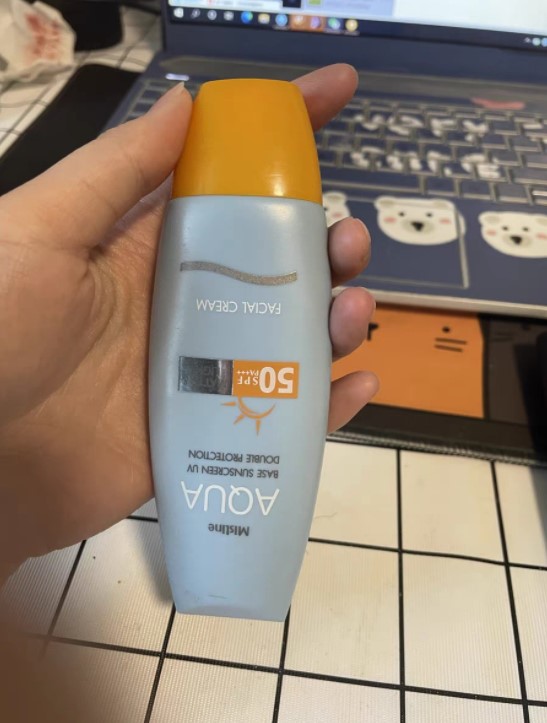 Mistine
AQUA
BASE SUNSCREEN UV
DOUBLE PROTECTION
50 SPF
PA+++
FACIAL CREAM